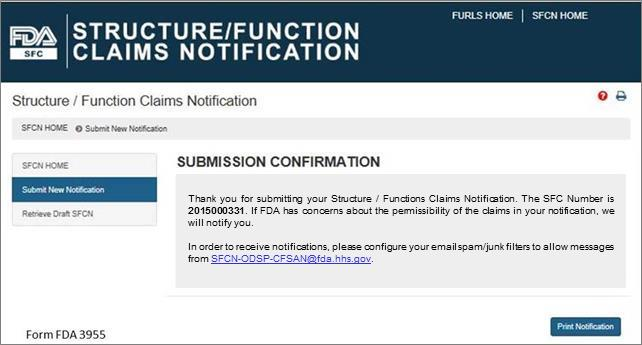 FURLS HOME | SFCN HOME
FDA
SFC
STRUCTURE/FUNCTION
CLAIMS NOTIFICATION
Structure / Function Claims Notification
SFCN HOME Submit New Notification
SFCN HOME
Submit New Notification
Retrieve Draft SFCN
SUBMISSION CONFIRMATION
Thank you for submitting your Structure / Functions Claims Notification. The SFC Number is
2015000331. If FDA has concerns about the permissibility of the claims in your notification, we
will notify you.
In order to receive notifications, please configure your email spam/junk filters to allow messages
from SFCN-ODSP-CFSAN@fda.hhs.gov.
Print Notification
Form FDA 3955